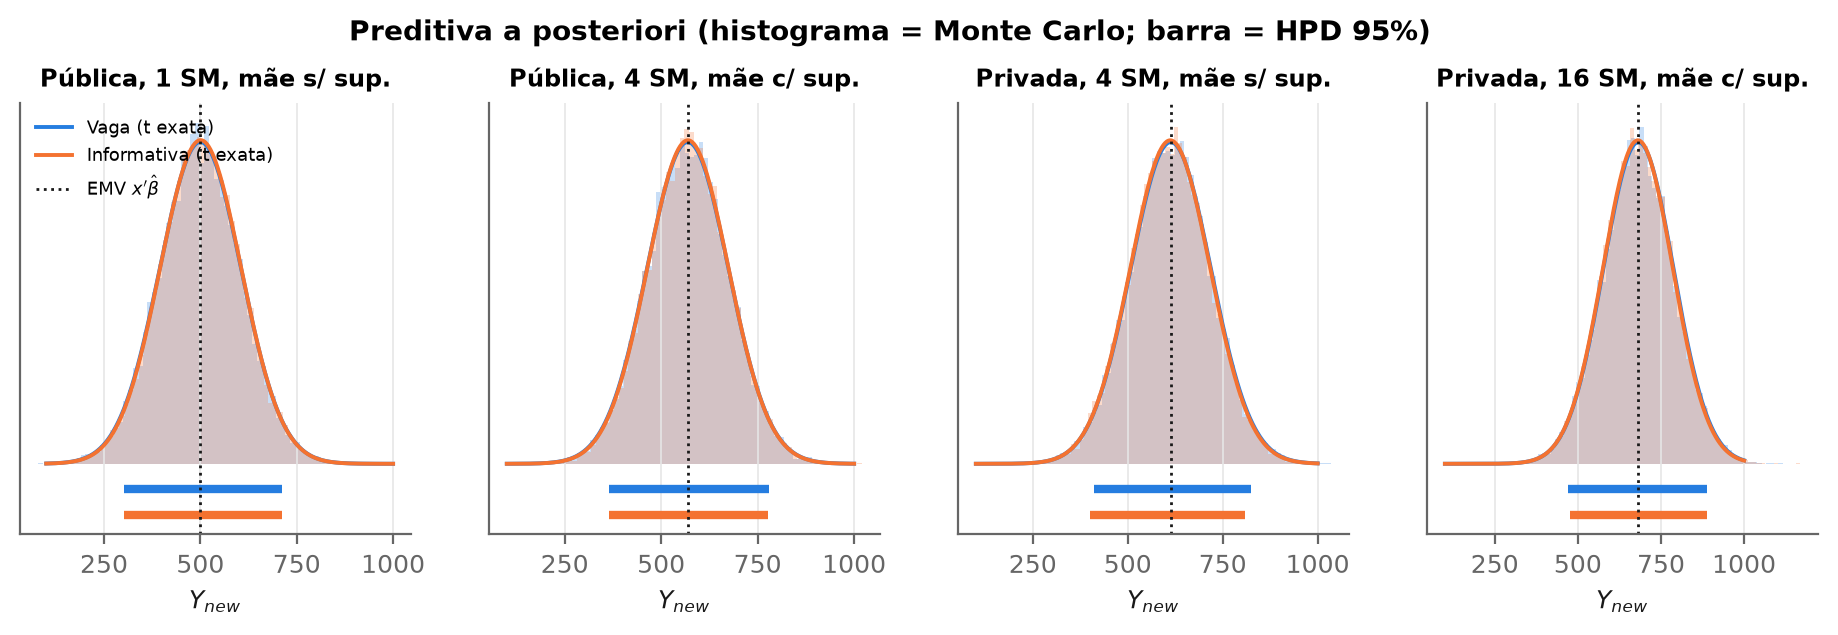 Preditiva a posteriori (histograma = Monte Carlo; barra = HPD 95%)
Pública, 1 SM, mãe s/ sup.
Pública, 4 SM, mãe c/ sup.
Privada, 4 SM, mãe s/ sup.
Privada, 16 SM, mãe c/ sup.
Vaga (t exata)
Informativa (t exata)
EMV x′β̂
250 500 750 1000
250 500 750 1000
250 500 750 1000
250 500 750 1000
Y_new
Y_new
Y_new
Y_new